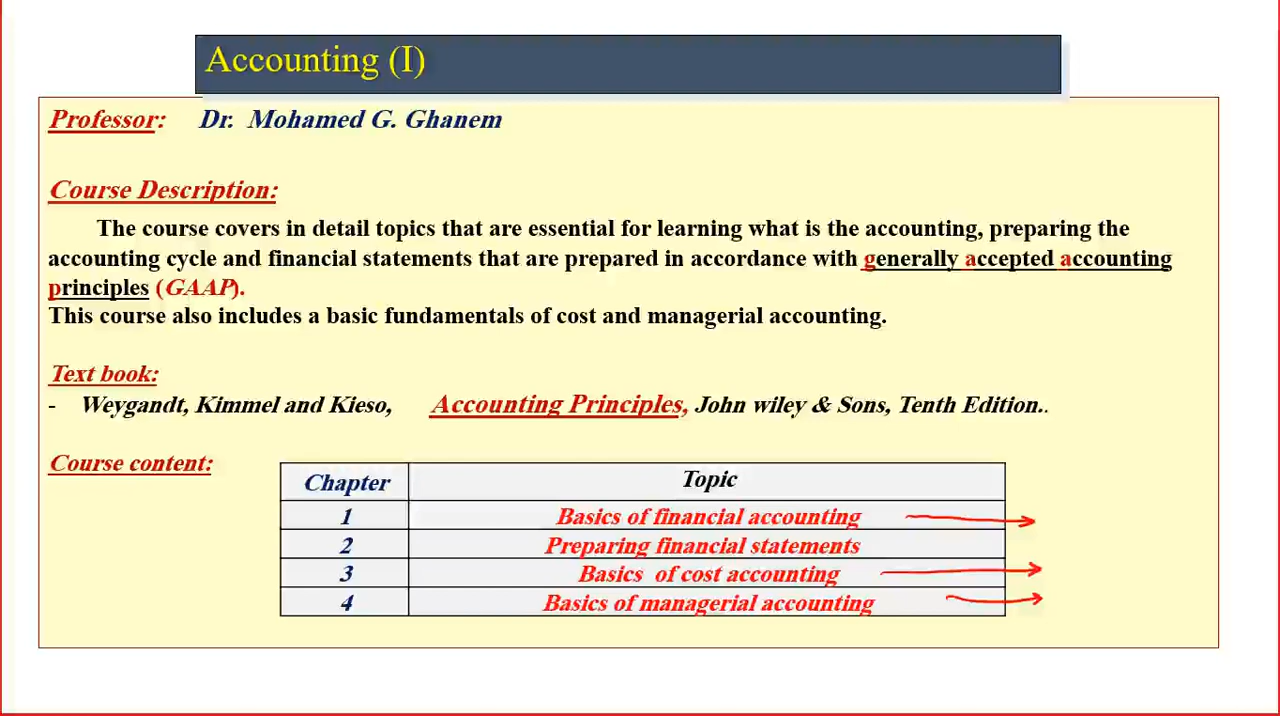 Accounting (I)
Professor: Dr. Mohamed G. Ghanem
Course Description:
The course covers in detail topics that are essential for learning what is the accounting, preparing the
accounting cycle and financial statements that are prepared in accordance with generally accepted accounting
principles (GAAP).
This course also includes a basic fundamentals of cost and managerial accounting.
Text book:
- Weygandt, Kimmel and Kieso, Accounting Principles, John wiley & Sons, Tenth Edition..
Course content:
Chapter Topic
1 Basics of financial accounting
2 Preparing financial statements
3 Basics of cost accounting
4 Basics of managerial accounting